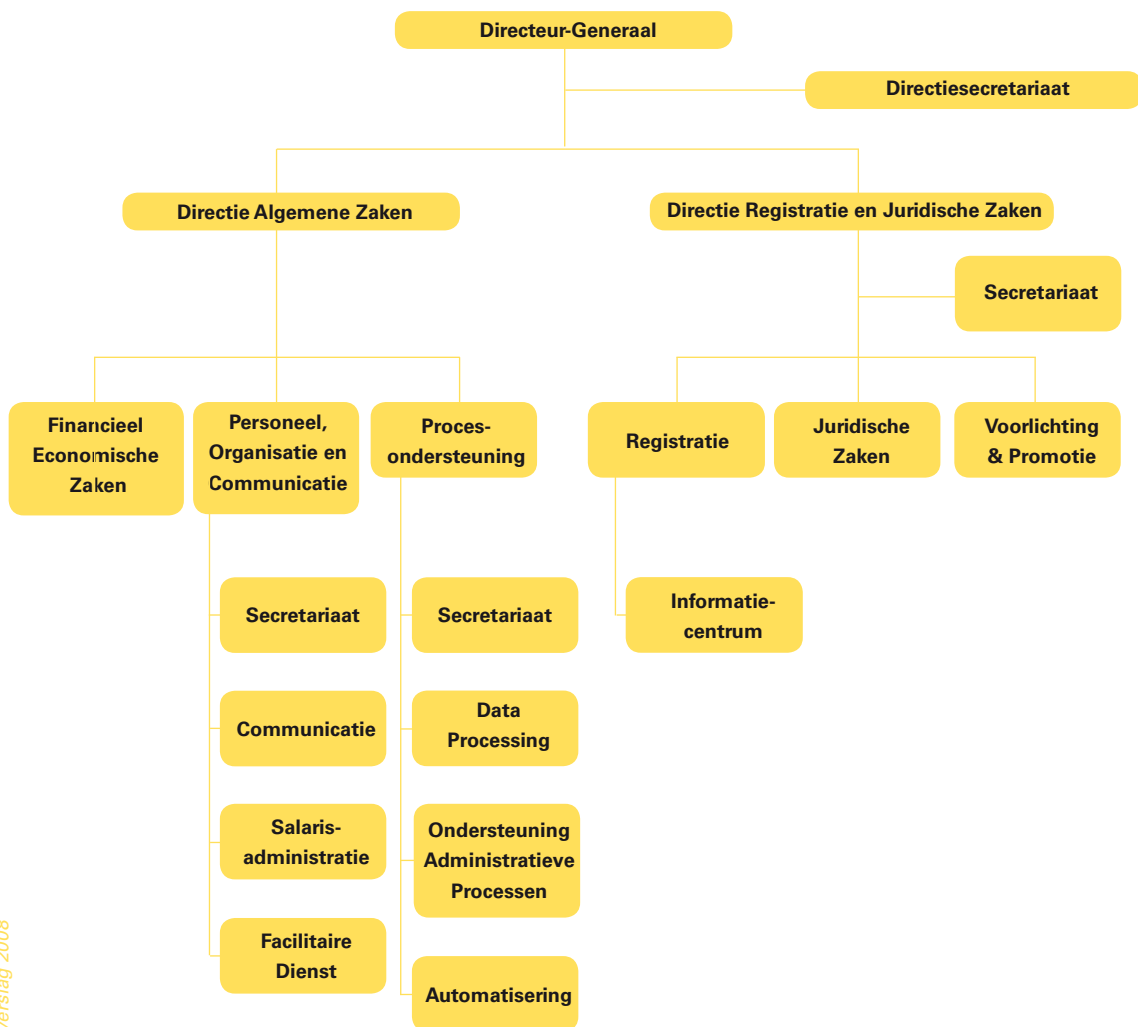 Directeur-Generaal
Directiesecretariaat
Directie Algemene Zaken
Directie Registratie en Juridische Zaken
Secretariaat
Financieel
Economische
Zaken
Personeel,
Organisatie en
Communicatie
Proces-
ondersteuning
Registratie
Juridische
Zaken
Voorlichting
& Promotie
Secretariaat
Secretariaat
Informatie-
centrum
Communicatie
Data
Processing
Salaris-
administratie
Ondersteuning
Administratieve
Processen
Facilitaire
Dienst
Automatisering
verslag 2008